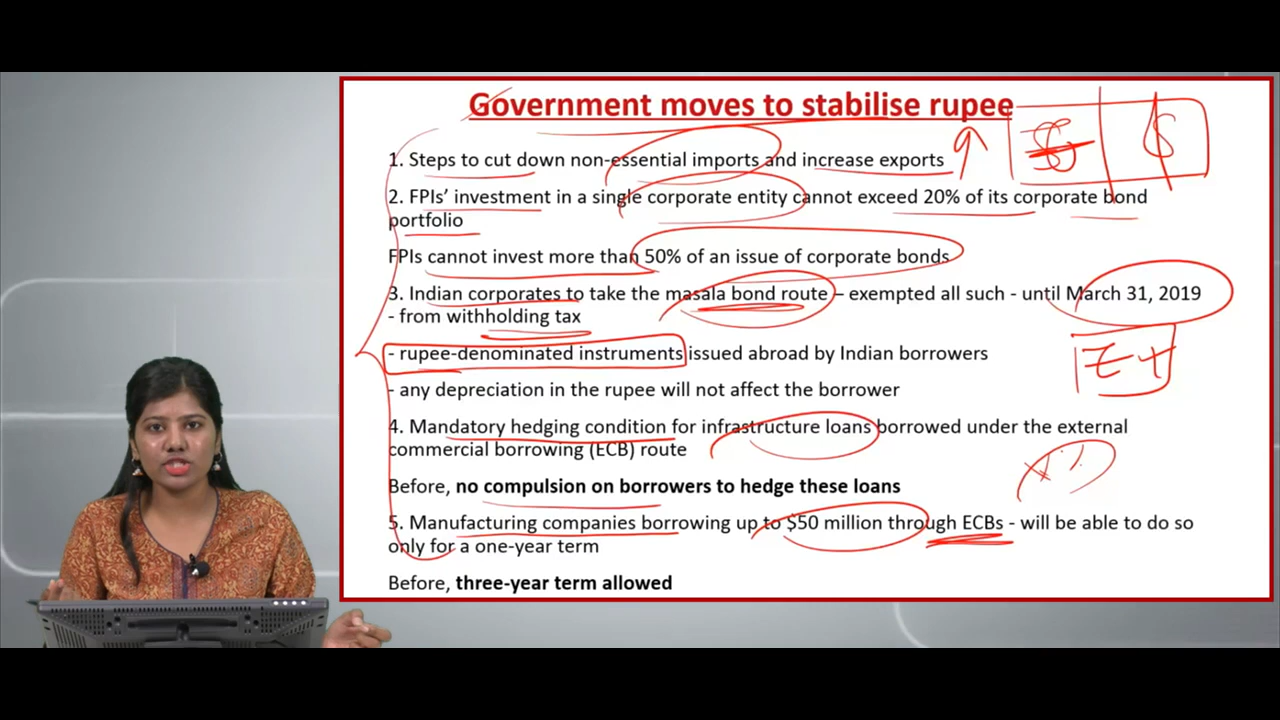 Government moves to stabilise rupee
$ $
1. Steps to cut down non-essential imports and increase exports
2. FPIs' investment in a single corporate entity cannot exceed 20% of its corporate bond
portfolio
FPIs cannot invest more than 50% of an issue of corporate bonds
3. Indian corporates to take the masala bond route – exempted all such - until March 31, 2019
- from withholding tax
- rupee-denominated instruments issued abroad by Indian borrowers
- any depreciation in the rupee will not affect the borrower
4. Mandatory hedging condition for infrastructure loans borrowed under the external
commercial borrowing (ECB) route
Before, no compulsion on borrowers to hedge these loans
5. Manufacturing companies borrowing up to $50 million through ECBs - will be able to do so
only for a one-year term
Before, three-year term allowed